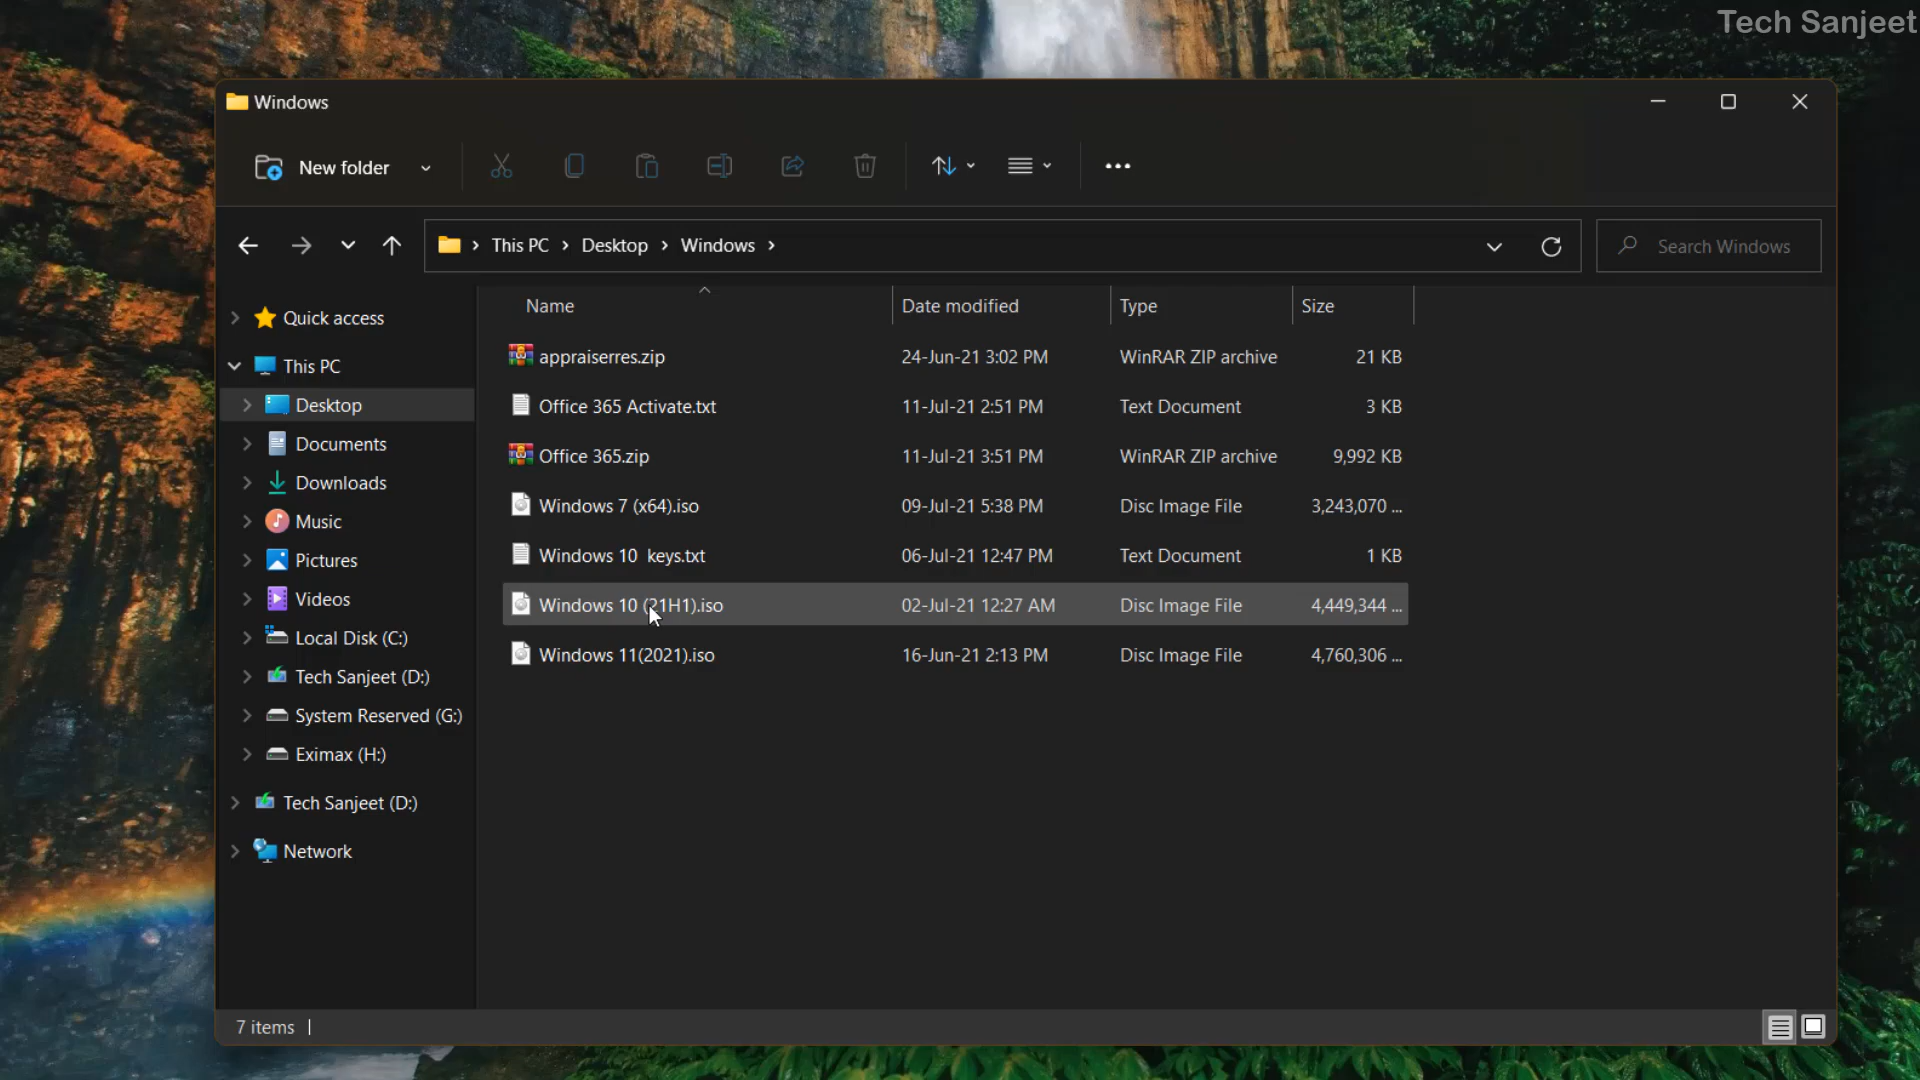 Tech Sanjeet
Windows
New folder
This PC > Desktop > Windows >
Search Windows
Name Date modified Type Size
Quick access
This PC
Desktop
Documents
Downloads
Music
Pictures
Videos
Local Disk (C:)
Tech Sanjeet (D:)
System Reserved (G:)
Eximax (H:)
Tech Sanjeet (D:)
Network
appraiserres.zip 24-Jun-21 3:02 PM WinRAR ZIP archive 21 KB
Office 365 Activate.txt 11-Jul-21 2:51 PM Text Document 3 KB
Office 365.zip 11-Jul-21 3:51 PM WinRAR ZIP archive 9,992 KB
Windows 7 (x64).iso 09-Jul-21 5:38 PM Disc Image File 3,243,070 ...
Windows 10  keys.txt 06-Jul-21 12:47 PM Text Document 1 KB
Windows 10 (21H1).iso 02-Jul-21 12:27 AM Disc Image File 4,449,344 ...
Windows 11(2021).iso 16-Jun-21 2:13 PM Disc Image File 4,760,306 ...
7 items